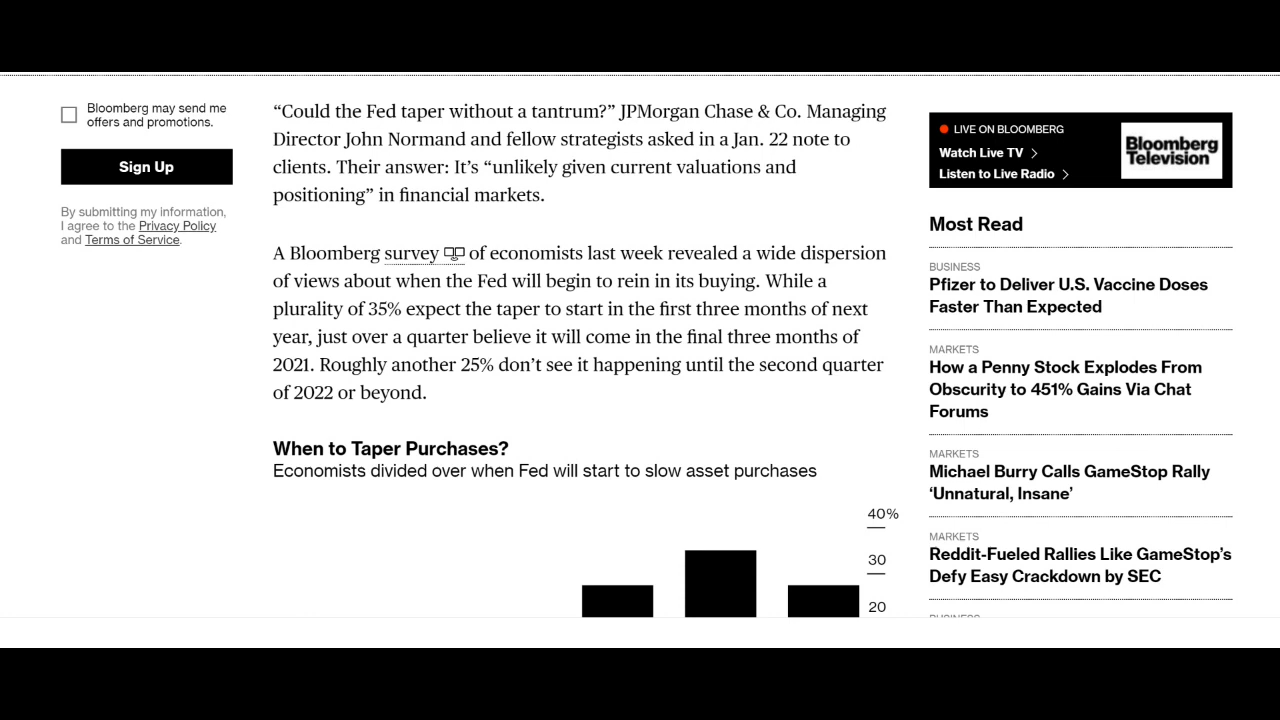 Bloomberg may send me
offers and promotions.
Sign Up
By submitting my information,
I agree to the Privacy Policy
and Terms of Service.
“Could the Fed taper without a tantrum?” JPMorgan Chase & Co. Managing
Director John Normand and fellow strategists asked in a Jan. 22 note to
clients. Their answer: It’s “unlikely given current valuations and
positioning” in financial markets.
A Bloomberg survey of economists last week revealed a wide dispersion
of views about when the Fed will begin to rein in its buying. While a
plurality of 35% expect the taper to start in the first three months of next
year, just over a quarter believe it will come in the final three months of
2021. Roughly another 25% don’t see it happening until the second quarter
of 2022 or beyond.
When to Taper Purchases?
Economists divided over when Fed will start to slow asset purchases
40%
30
20
LIVE ON BLOOMBERG
Watch Live TV
Listen to Live Radio
Bloomberg
Television
Most Read
BUSINESS
Pfizer to Deliver U.S. Vaccine Doses
Faster Than Expected
MARKETS
How a Penny Stock Explodes From
Obscurity to 451% Gains Via Chat
Forums
MARKETS
Michael Burry Calls GameStop Rally
‘Unnatural, Insane’
MARKETS
Reddit-Fueled Rallies Like GameStop’s
Defy Easy Crackdown by SEC